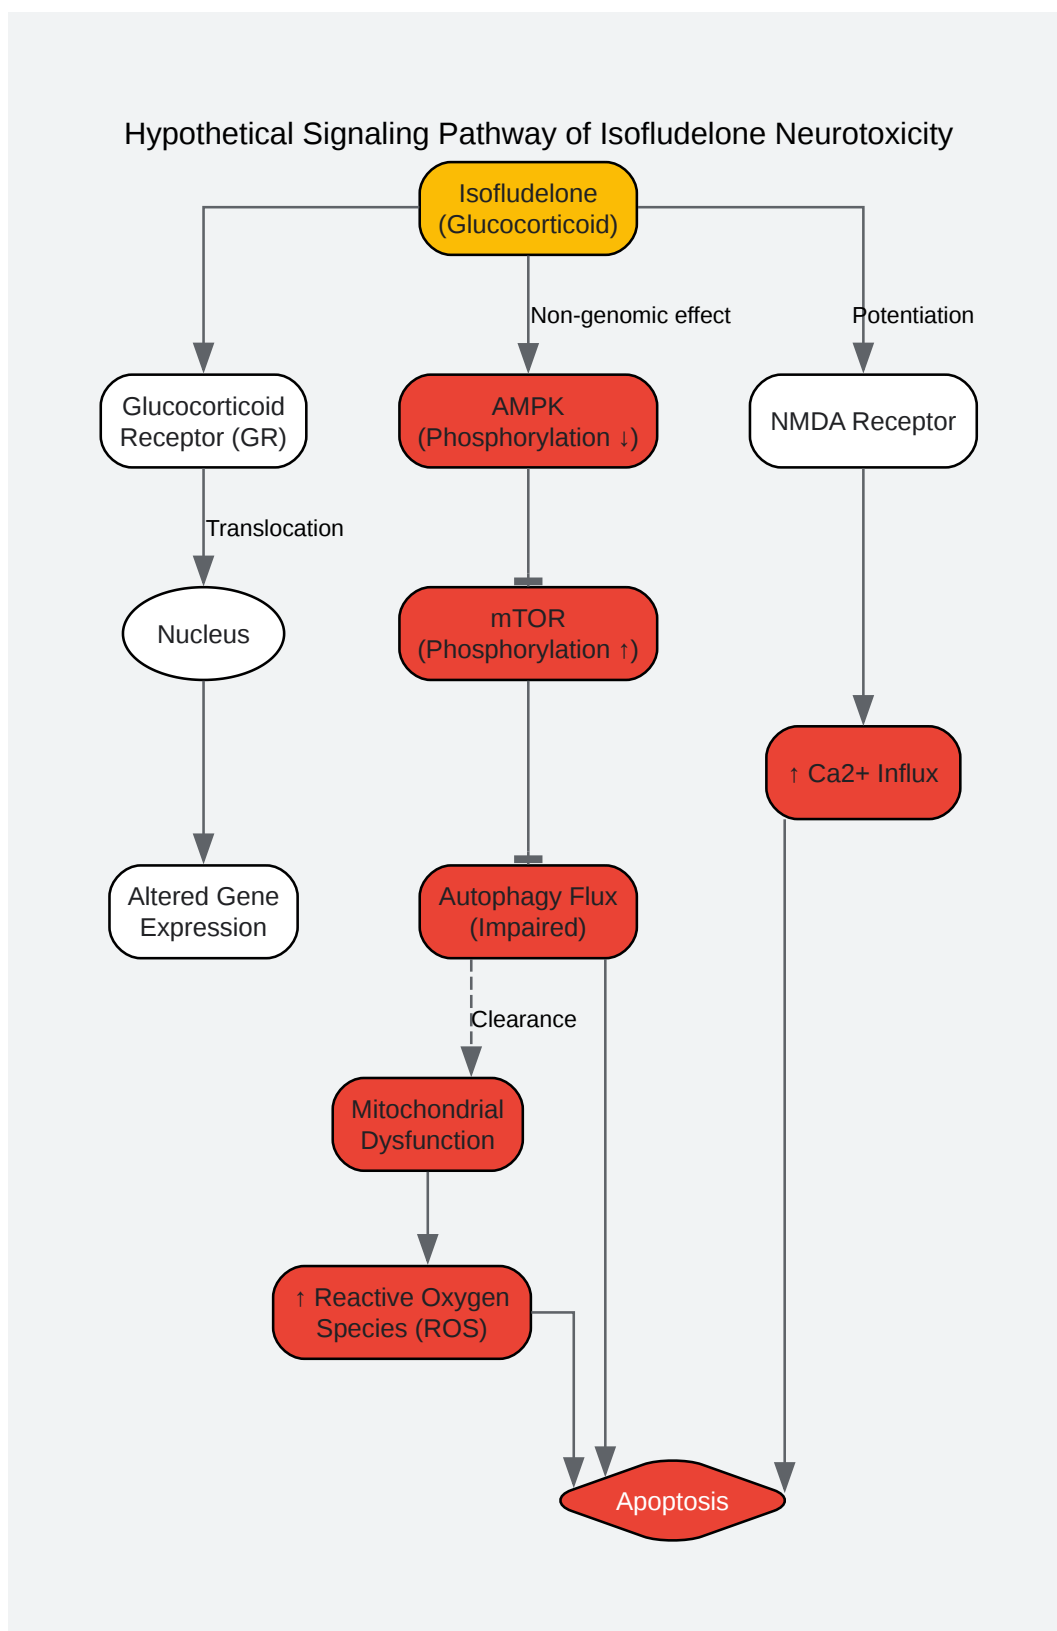 Hypothetical Signaling Pathway of Isofludelone Neurotoxicity
Isofludelone
(Glucocorticoid)
Non-genomic effect
Potentiation
Glucocorticoid
Receptor (GR)
AMPK
(Phosphorylation ↓)
NMDA Receptor
Translocation
Nucleus
mTOR
(Phosphorylation ↑)
↑ Ca2+ Influx
Altered Gene
Expression
Autophagy Flux
(Impaired)
Clearance
Mitochondrial
Dysfunction
↑ Reactive Oxygen
Species (ROS)
Apoptosis